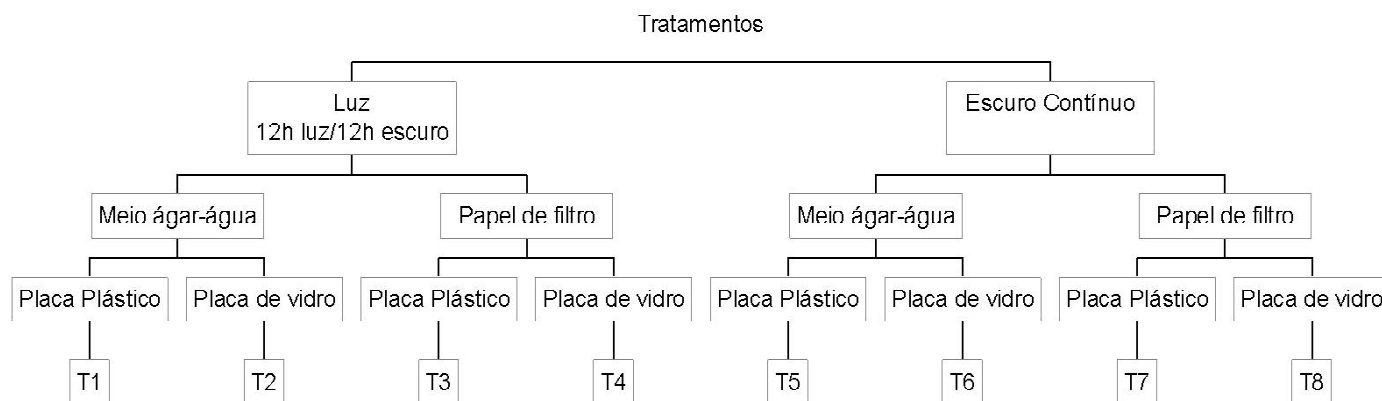 Tratamentos
Luz
12h luz/12h escuro
Escuro Contínuo
Meio ágar-água
Papel de filtro
Meio ágar-água
Papel de filtro
Placa Plástico
Placa de vidro
Placa Plástico
Placa de vidro
Placa Plástico
Placa de vidro
Placa Plástico
Placa de vidro
T1
T2
T3
T4
T5
T6
T7
T8